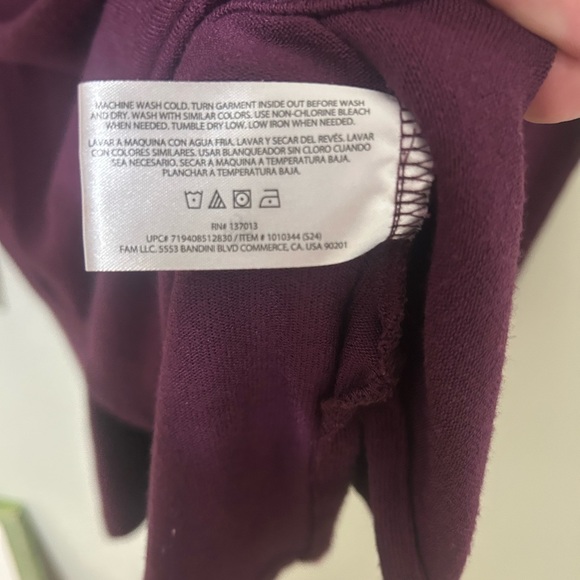 MACHINE WASH COLD. TURN GARMENT INSIDE OUT BEFORE WASH
AND DRY. WASH WITH SIMILAR COLORS. USE NON-CHLORINE BLEACH
WHEN NEEDED. TUMBLE DRY LOW. LOW IRON WHEN NEEDED.
LAVAR A MAQUINA CON AGUA FRIA. LAVAR Y SECAR DEL REVÉS. LAVAR
CON COLORES SIMILARES. USAR BLANQUEADOR SIN CLORO CUANDO
SEA NECESARIO. SECAR A MAQUINA A TEMPERATURA BAJA.
PLANCHAR A TEMPERATURA BAJA.
RN# 137013
UPC# 719408512830 / ITEM # 1010344 (S24)
FAM LLC. 5553 BANDINI BLVD COMMERCE, CA. USA 90201